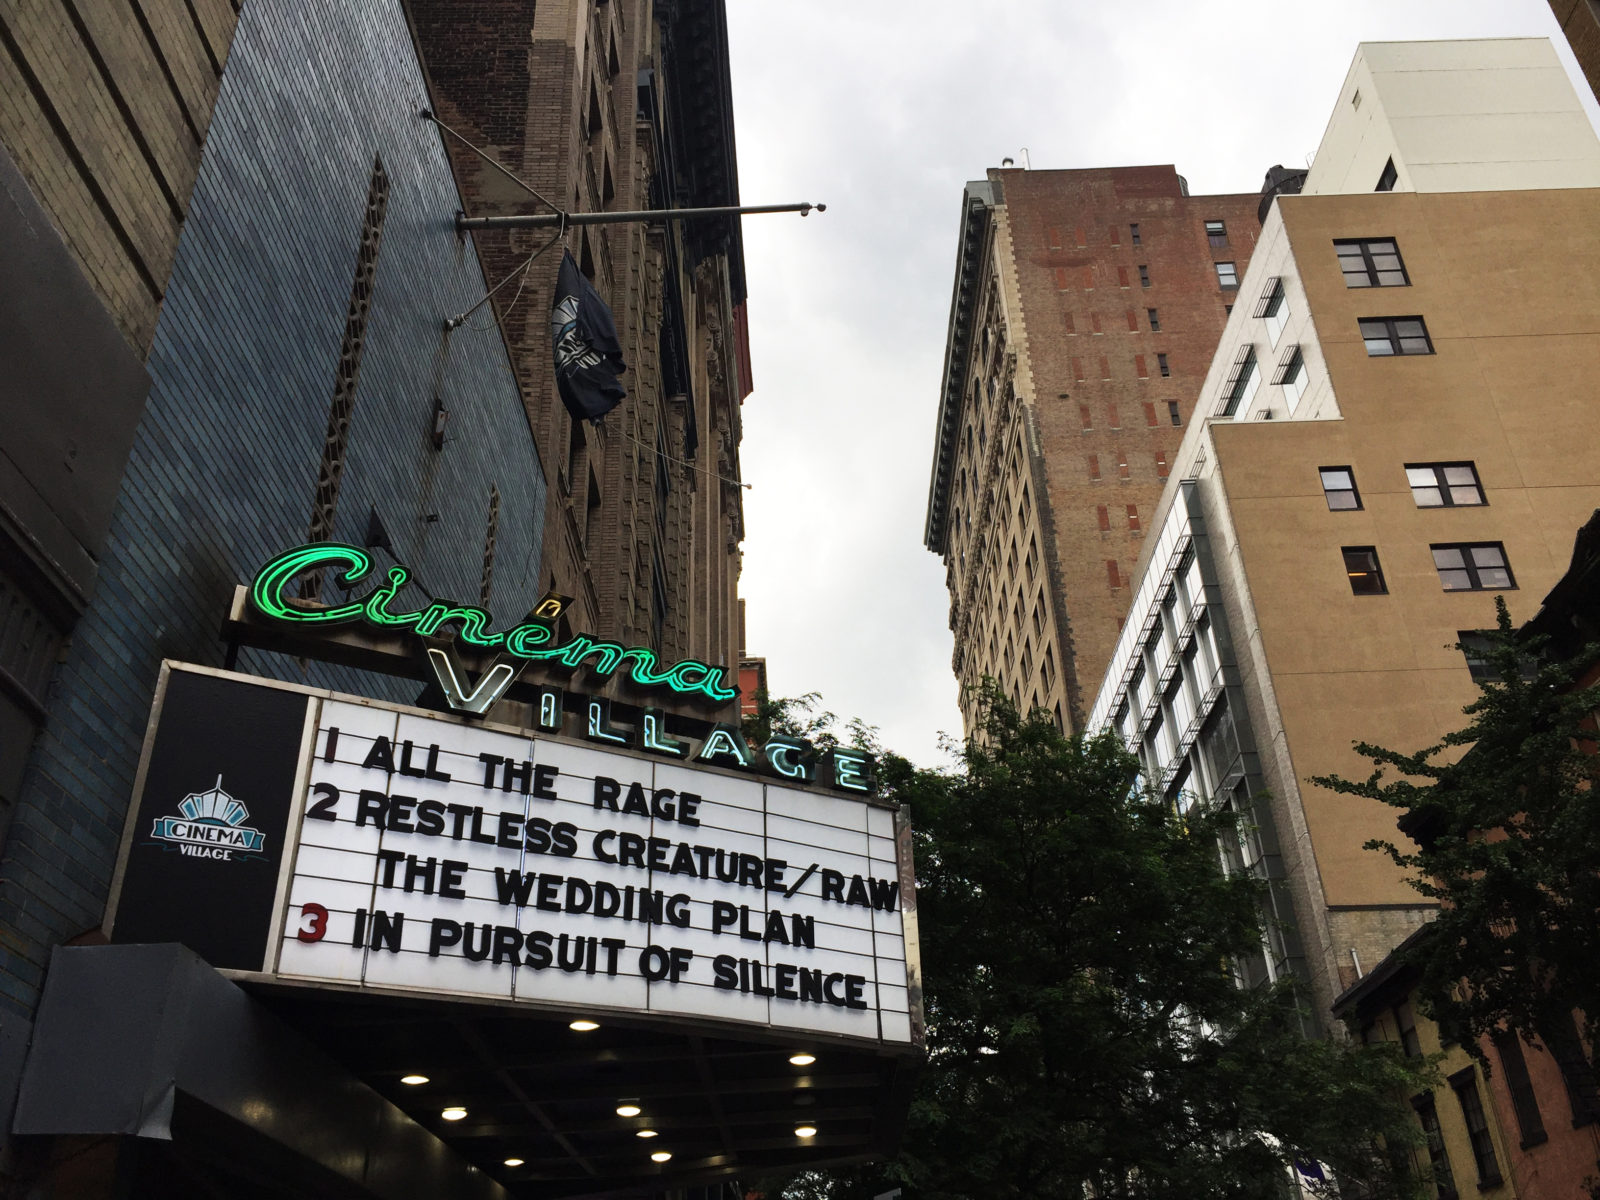 Cinema
VILLAGE
1 ALL THE RAGE
2 RESTLESS CREATURE/RAW
THE WEDDING PLAN
3 IN PURSUIT OF SILENCE
CINEMA
VILLAGE